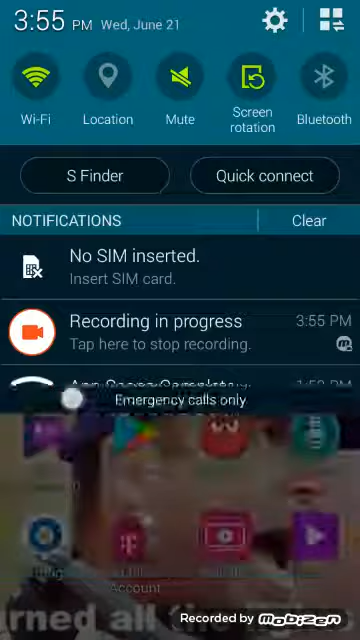 3:55 PM Wed, June 21
Wi-Fi
Location
Mute
Screen
rotation
Bluetooth
S Finder
Quick connect
NOTIFICATIONS
Clear
No SIM inserted.
Insert SIM card.
Recording in progress
3:55 PM
Tap here to stop recording.
Emergency calls only
Account
Recorded by MOBIZEN